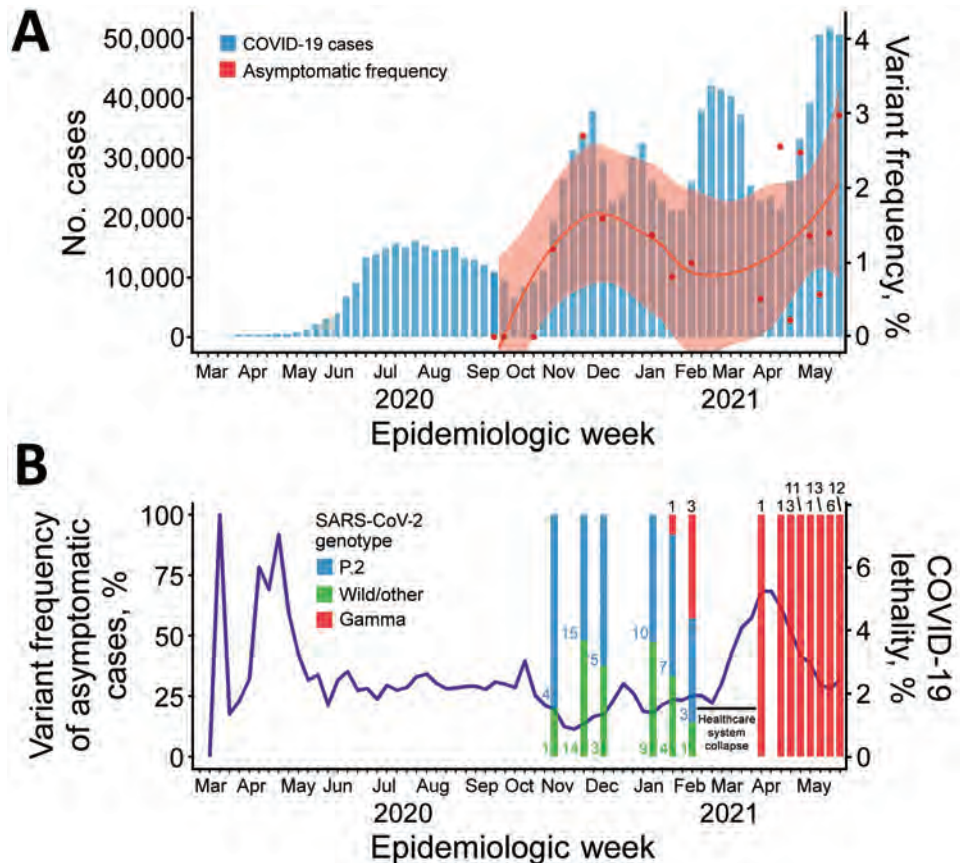 A
COVID-19 cases
Asymptomatic frequency
No. cases
50,000
40,000
30,000
20,000
10,000
0
4
3
2
1
0
Variant frequency, %
Mar Apr May Jun Jul Aug Sep Oct Nov Dec Jan Feb Mar Apr May
2020 2021
Epidemiologic week
B
Variant frequency
of asymptomatic
cases, %
100
75
50
25
0
SARS-CoV-2
genotype
P.2
Wild/other
Gamma
11 13 12
1 3 1 13 1 6
15
5
10
4
7
3
1 14 3 9 4 1
Healthcare
system
collapse
6
4
2
0
COVID-19
lethality, %
Mar Apr May Jun Jul Aug Sep Oct Nov Dec Jan Feb Mar Apr May
2020 2021
Epidemiologic week